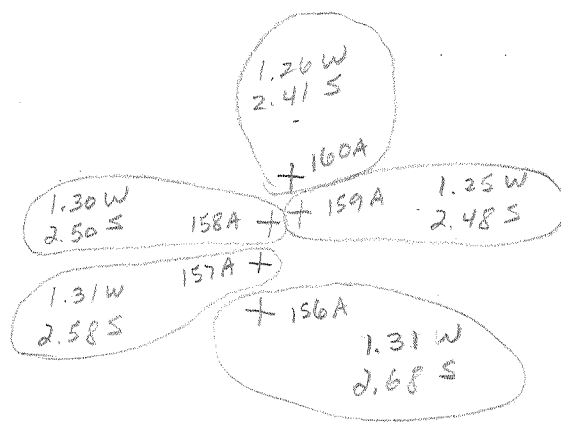 1.26 W
2.41 S
160A
1.30 W
2.50 S
158A
159A
1.25 W
2.48 S
157A
1.31 W
2.58 S
156A
1.31 W
2.68 S